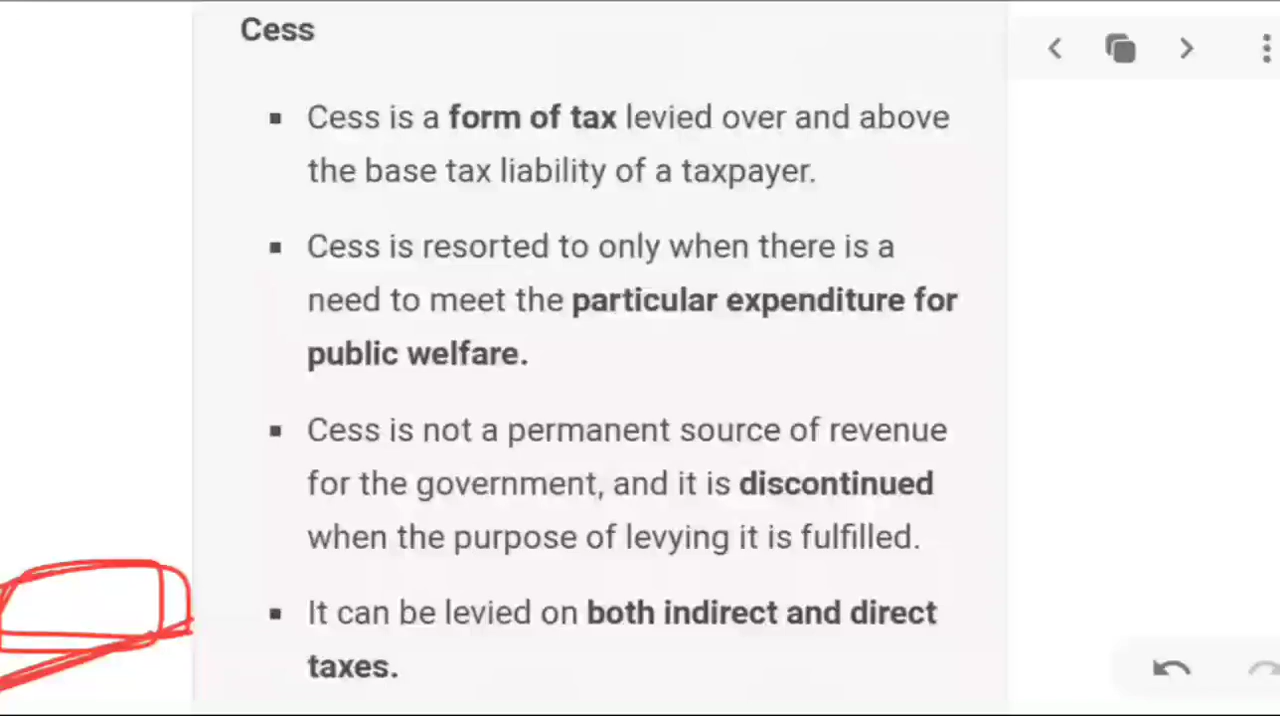 Cess
▪ Cess is a form of tax levied over and above
the base tax liability of a taxpayer.
▪ Cess is resorted to only when there is a
need to meet the particular expenditure for
public welfare.
▪ Cess is not a permanent source of revenue
for the government, and it is discontinued
when the purpose of levying it is fulfilled.
▪ It can be levied on both indirect and direct
taxes.